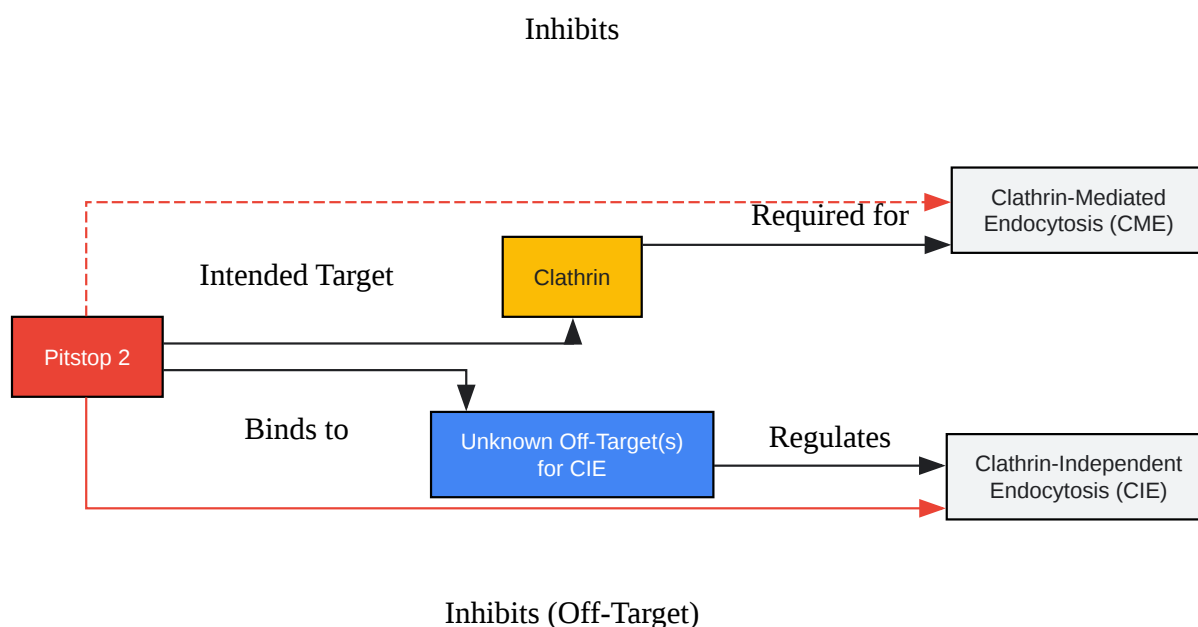 Inhibits
Clathrin-Mediated
Endocytosis (CME)
Required for
Intended Target
Clathrin
Pitstop 2
Binds to
Unknown Off-Target(s)
for CIE
Regulates
Clathrin-Independent
Endocytosis (CIE)
Inhibits (Off-Target)